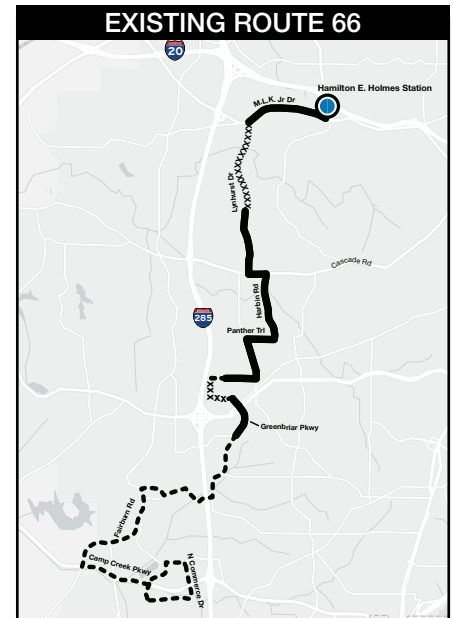 EXISTING ROUTE 66
20
Hamilton E. Holmes Station
M.L.K. Jr Dr
Lynhurst Dr
Cascade Rd
Harbin Rd
285
Panther Trl
Greenbriar Pkwy
Fairburn Rd
Camp Creek Pkwy
N Commerce Dr